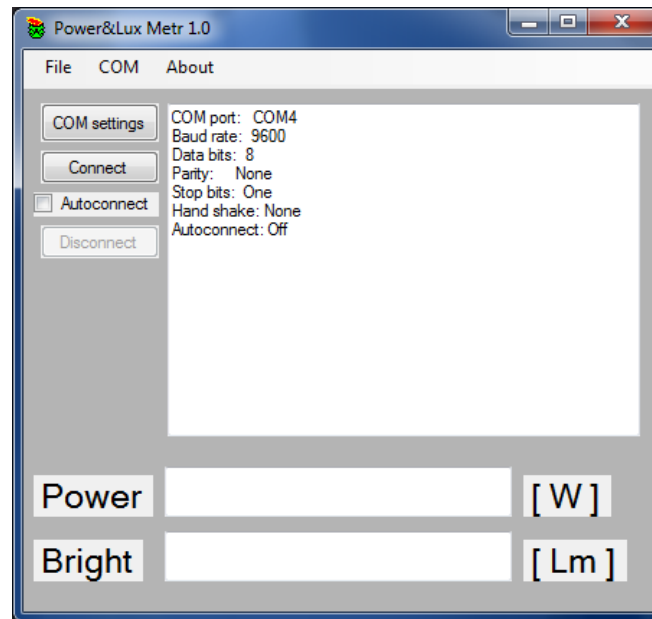 Power&Lux Metr 1.0
File COM About
COM settings
Connect
Autoconnect
Disconnect
COM port: COM4
Baud rate: 9600
Data bits: 8
Parity: None
Stop bits: One
Hand shake: None
Autoconnect: Off
Power [ W ]
Bright [ Lm ]